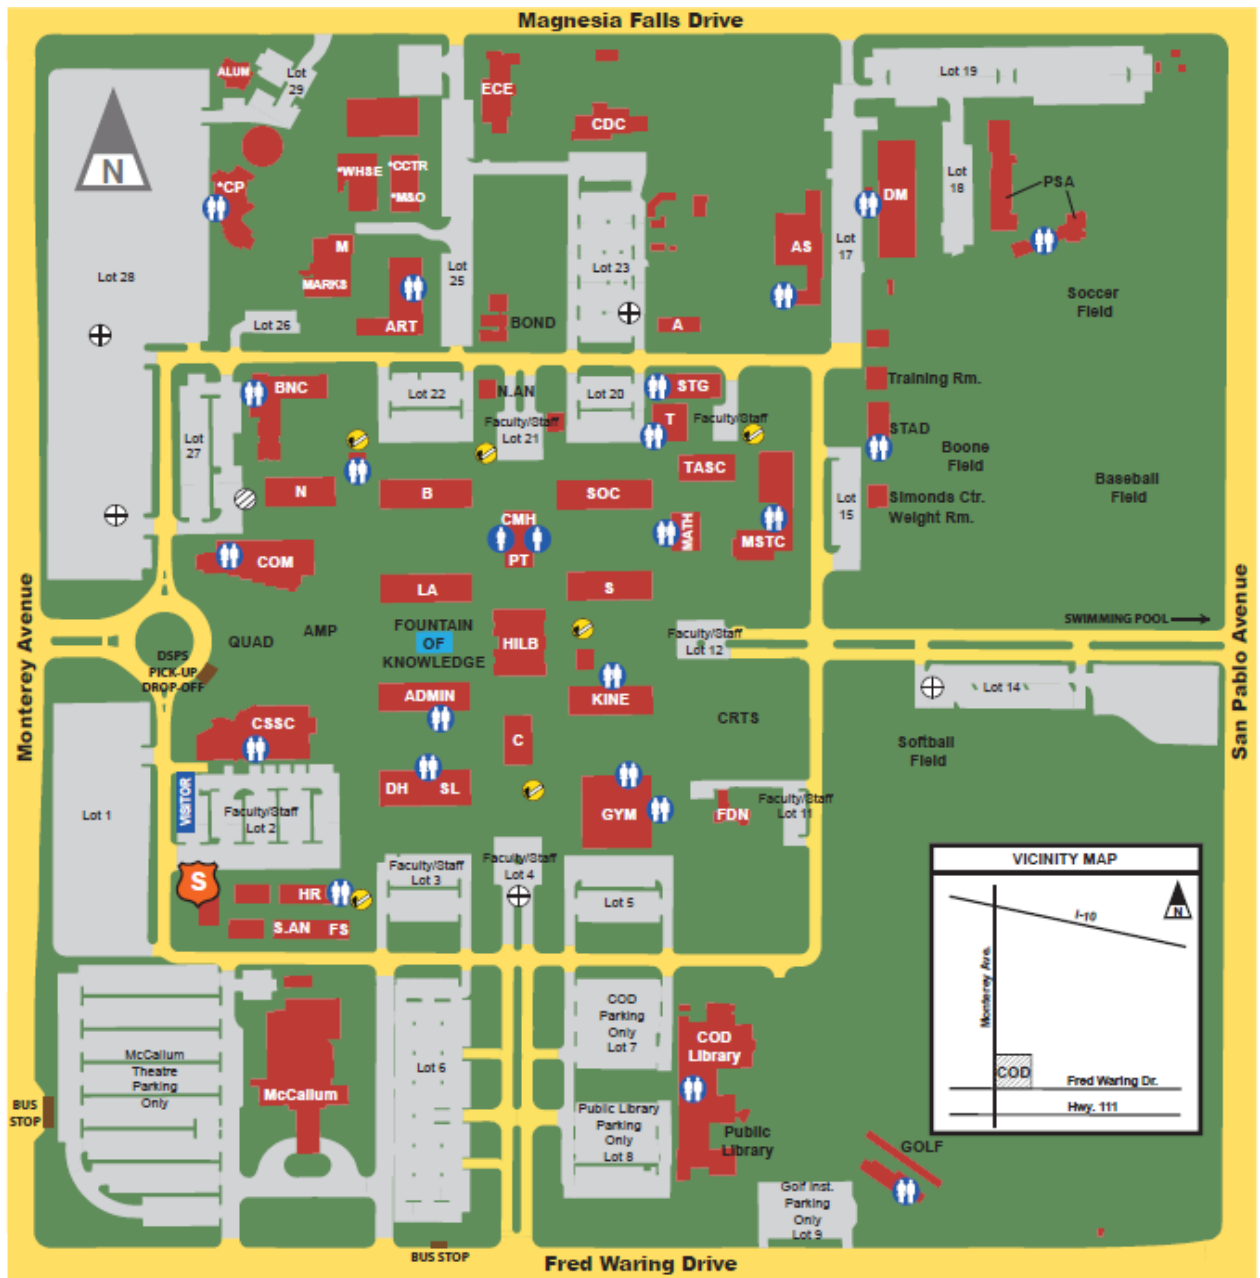 Magnesia Falls Drive
ALUM
Lot
29
ECE
CDC
Lot 19
N
*CP
*WHSE
*CCTR
*M&O
DM
Lot
18
PSA
M
MARKS
AS
Lot
17
Lot 28
Lot
25
Lot 23
Soccer
Field
Lot 26
ART
BOND
A
BNC
Lot 22
N.AN
Lot 20
STG
Training Rm.
Faculty/Staff
Lot 21
T
Faculty/Staff
STAD
Lot
27
TASC
Boone
Field
Baseball
Field
N
B
SOC
Lot
15
Simonds Ctr.
Weight Rm.
CMH
PT
MATH
MSTC
COM
LA
S
Monterey Avenue
San Pablo Avenue
QUAD
AMP
FOUNTAIN
OF
KNOWLEDGE
HILB
Faculty/Staff
Lot 12
SWIMMING POOL
DSPS
PICK-UP
DROP-OFF
ADMIN
KINE
Lot 14
CSSC
C
CRTS
Softball
Field
DH
SL
Lot 1
VISITOR
Faculty/Staff
Lot 2
GYM
FDN
Faculty/Staff
Lot 11
Faculty/Staff
Lot 3
Faculty/Staff
Lot 4
Lot 5
S
HR
S.AN
FS
VICINITY MAP
I-10
N
Monterey Ave.
COD
Fred Waring Dr.
Hwy. 111
McCallum
Theatre
Parking
Only
McCallum
Lot 6
COD
Parking
Only
Lot 7
COD
Library
Public Library
Parking
Only
Lot 8
Public
Library
BUS
STOP
GOLF
Golf Inst.
Parking
Only
Lot 9
BUS STOP
Fred Waring Drive